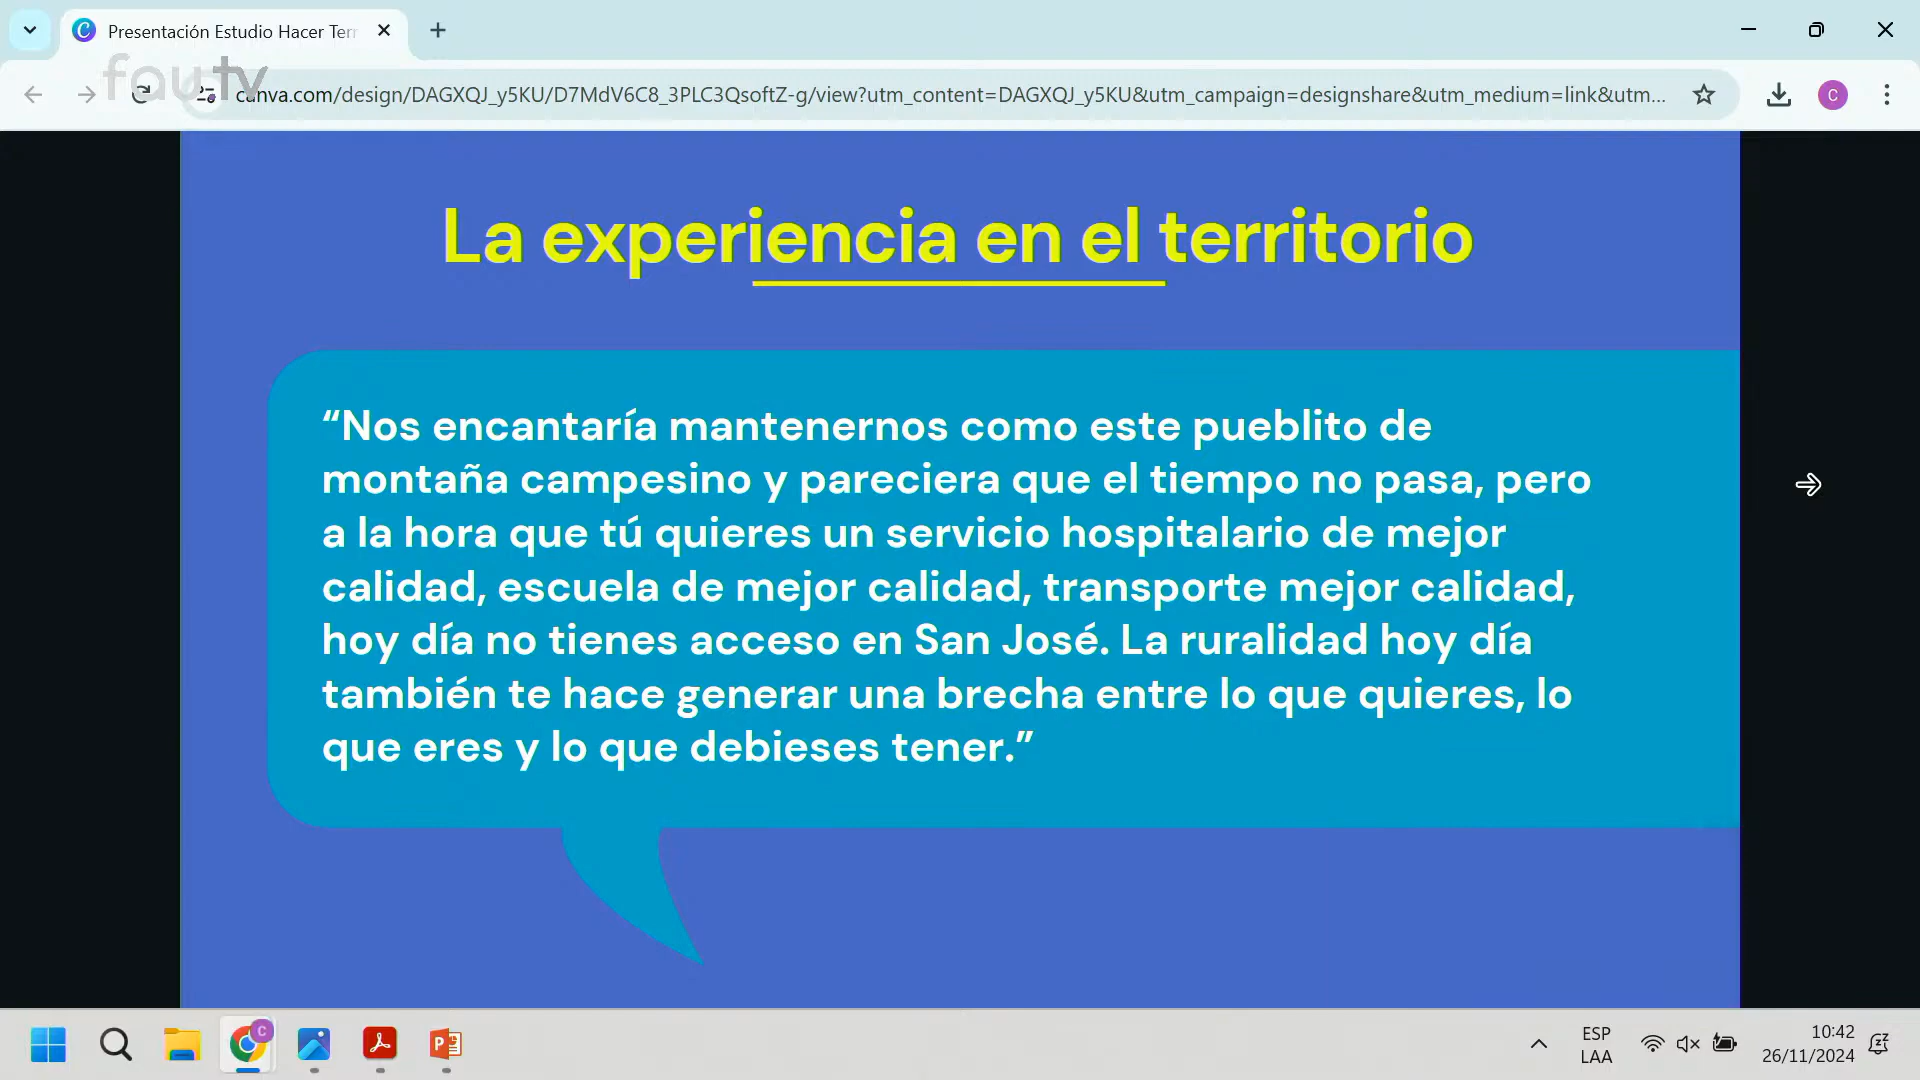 Presentación Estudio Hacer Terr
fau tv
canva.com/design/DAGXQJ_y5KU/D7MdV6C8_3PLC3QsoftZ-g/view?utm_content=DAGXQJ_y5KU&utm_campaign=designshare&utm_medium=link&utm...
C
La experiencia en el territorio
“Nos encantaría mantenernos como este pueblito de
montaña campesino y pareciera que el tiempo no pasa, pero
a la hora que tú quieres un servicio hospitalario de mejor
calidad, escuela de mejor calidad, transporte mejor calidad,
hoy día no tienes acceso en San José. La ruralidad hoy día
también te hace generar una brecha entre lo que quieres, lo
que eres y lo que debieses tener.”
C
ESP
LAA
10:42
26/11/2024